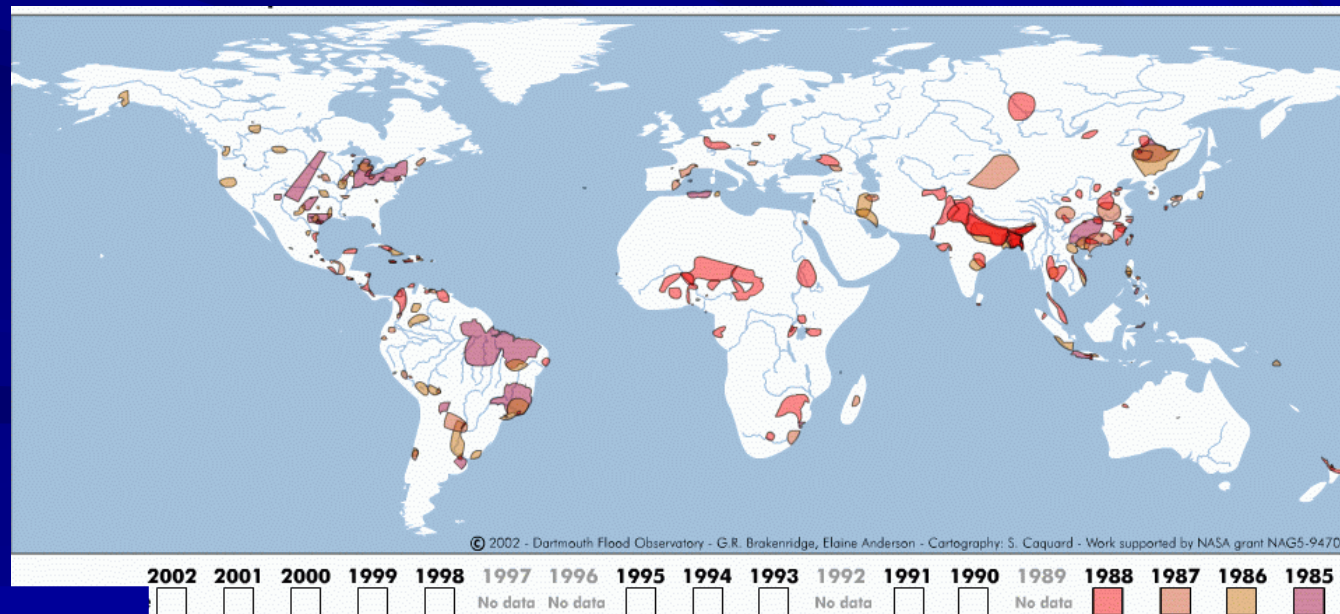 © 2002 - Dartmouth Flood Observatory - G.R. Brakenridge, Elaine Anderson - Cartography: S. Caquard - Work supported by NASA grant NAG5-9470
2002 2001 2000 1999 1998 1997 1996 1995 1994 1993 1992 1991 1990 1989 1988 1987 1986 1985
No data No data No data No data